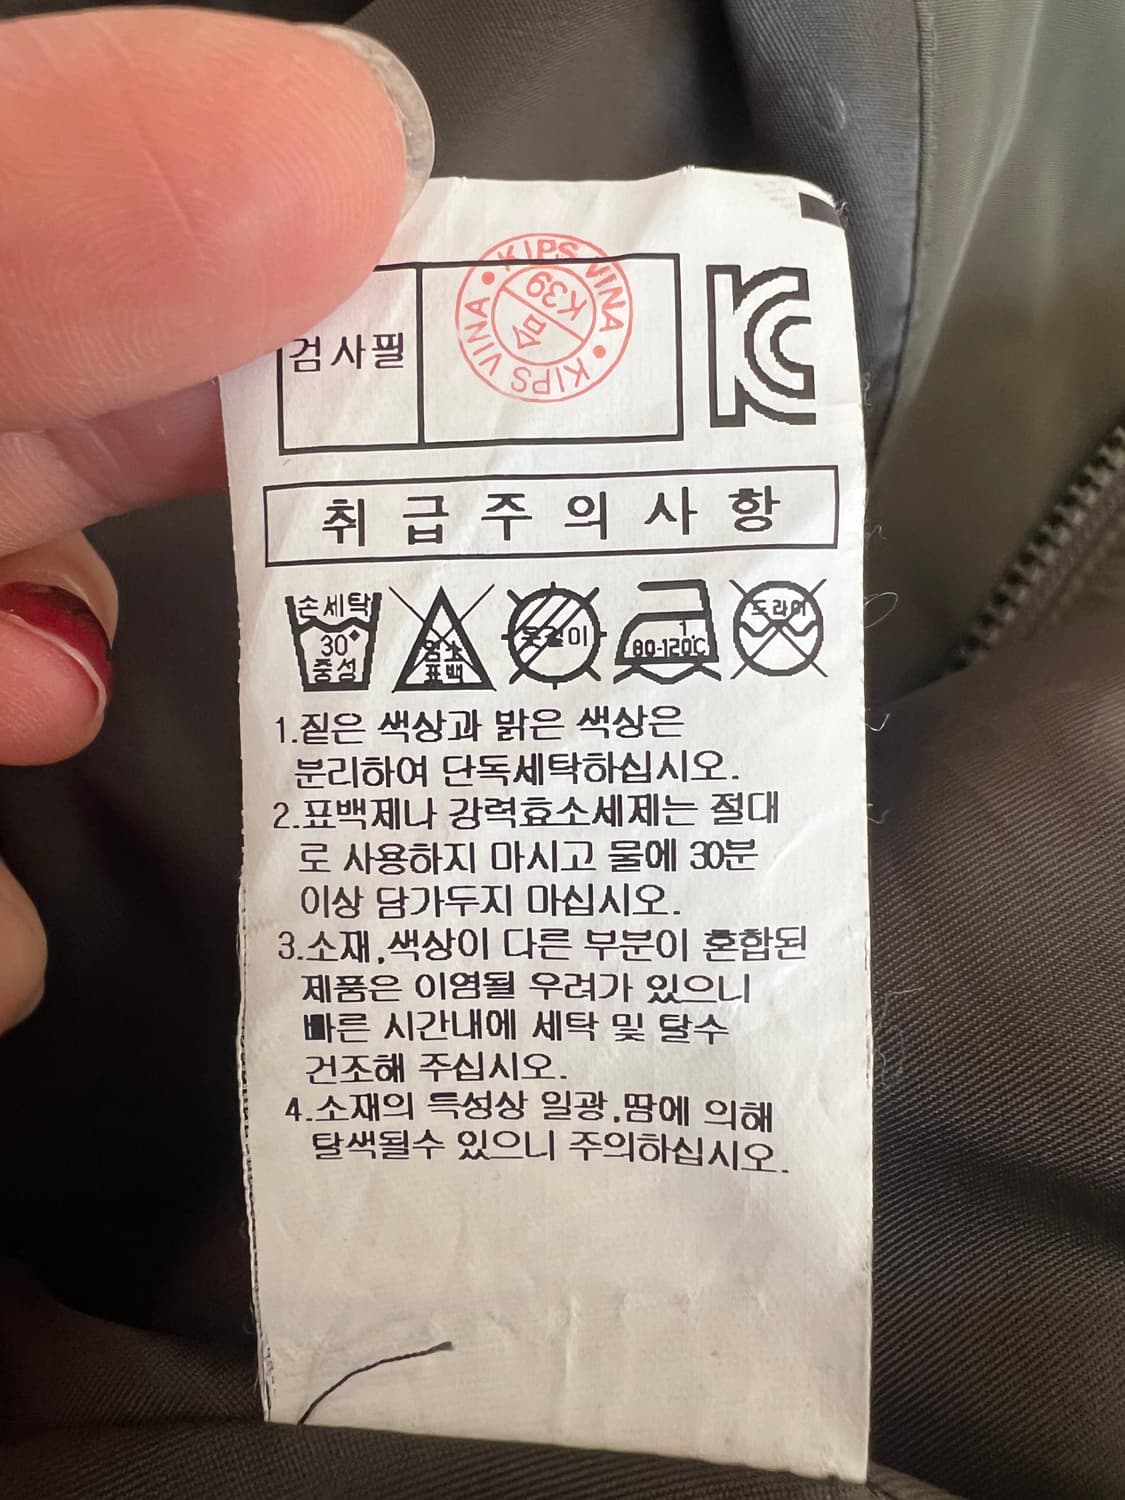 KIPS VINA • KIPS VINA •
K39
합
검사필
KC
취급주의사항
손세탁
30°
중성
염소
표백
옷걸이
1
80-120℃
드라이
1.짙은 색상과 밝은 색상은
분리하여 단독세탁하십시오.
2.표백제나 강력효소세제는 절대
로 사용하지 마시고 물에 30분
이상 담가두지 마십시오.
3.소재,색상이 다른 부분이 혼합된
제품은 이염될 우려가 있으니
빠른 시간내에 세탁 및 탈수
건조해 주십시오.
4.소재의 특성상 일광,땀에 의해
탈색될수 있으니 주의하십시오.